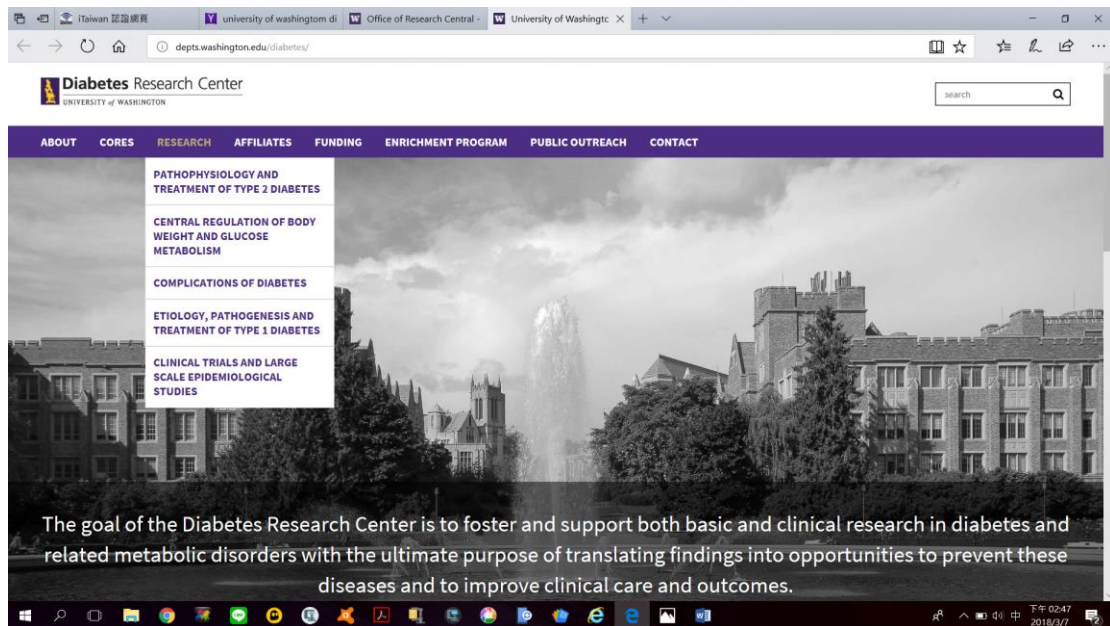 iTaiwan 認證網頁
university of washingtom di
Office of Research Central -
University of Washingtc
depts.washington.edu/diabetes/
Diabetes Research Center
UNIVERSITY of WASHINGTON
search
ABOUT CORES RESEARCH AFFILIATES FUNDING ENRICHMENT PROGRAM PUBLIC OUTREACH CONTACT
PATHOPHYSIOLOGY AND
TREATMENT OF TYPE 2 DIABETES
CENTRAL REGULATION OF BODY
WEIGHT AND GLUCOSE
METABOLISM
COMPLICATIONS OF DIABETES
ETIOLOGY, PATHOGENESIS AND
TREATMENT OF TYPE 1 DIABETES
CLINICAL TRIALS AND LARGE
SCALE EPIDEMIOLOGICAL
STUDIES
The goal of the Diabetes Research Center is to foster and support both basic and clinical research in diabetes and
related metabolic disorders with the ultimate purpose of translating findings into opportunities to prevent these
diseases and to improve clinical care and outcomes.
中
下午 02:47
2018/3/7